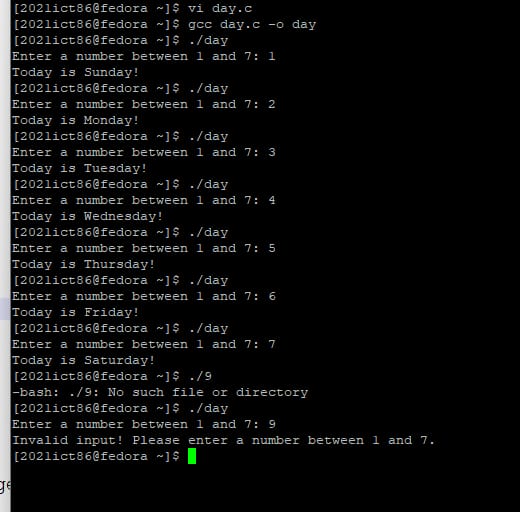 [2021ict86@fedora ~]$ vi day.c
[2021ict86@fedora ~]$ gcc day.c -o day
[2021ict86@fedora ~]$ ./day
Enter a number between 1 and 7: 1
Today is Sunday!
[2021ict86@fedora ~]$ ./day
Enter a number between 1 and 7: 2
Today is Monday!
[2021ict86@fedora ~]$ ./day
Enter a number between 1 and 7: 3
Today is Tuesday!
[2021ict86@fedora ~]$ ./day
Enter a number between 1 and 7: 4
Today is Wednesday!
[2021ict86@fedora ~]$ ./day
Enter a number between 1 and 7: 5
Today is Thursday!
[2021ict86@fedora ~]$ ./day
Enter a number between 1 and 7: 6
Today is Friday!
[2021ict86@fedora ~]$ ./day
Enter a number between 1 and 7: 7
Today is Saturday!
[2021ict86@fedora ~]$ ./9
-bash: ./9: No such file or directory
[2021ict86@fedora ~]$ ./day
Enter a number between 1 and 7: 9
Invalid input! Please enter a number between 1 and 7.
[2021ict86@fedora ~]$